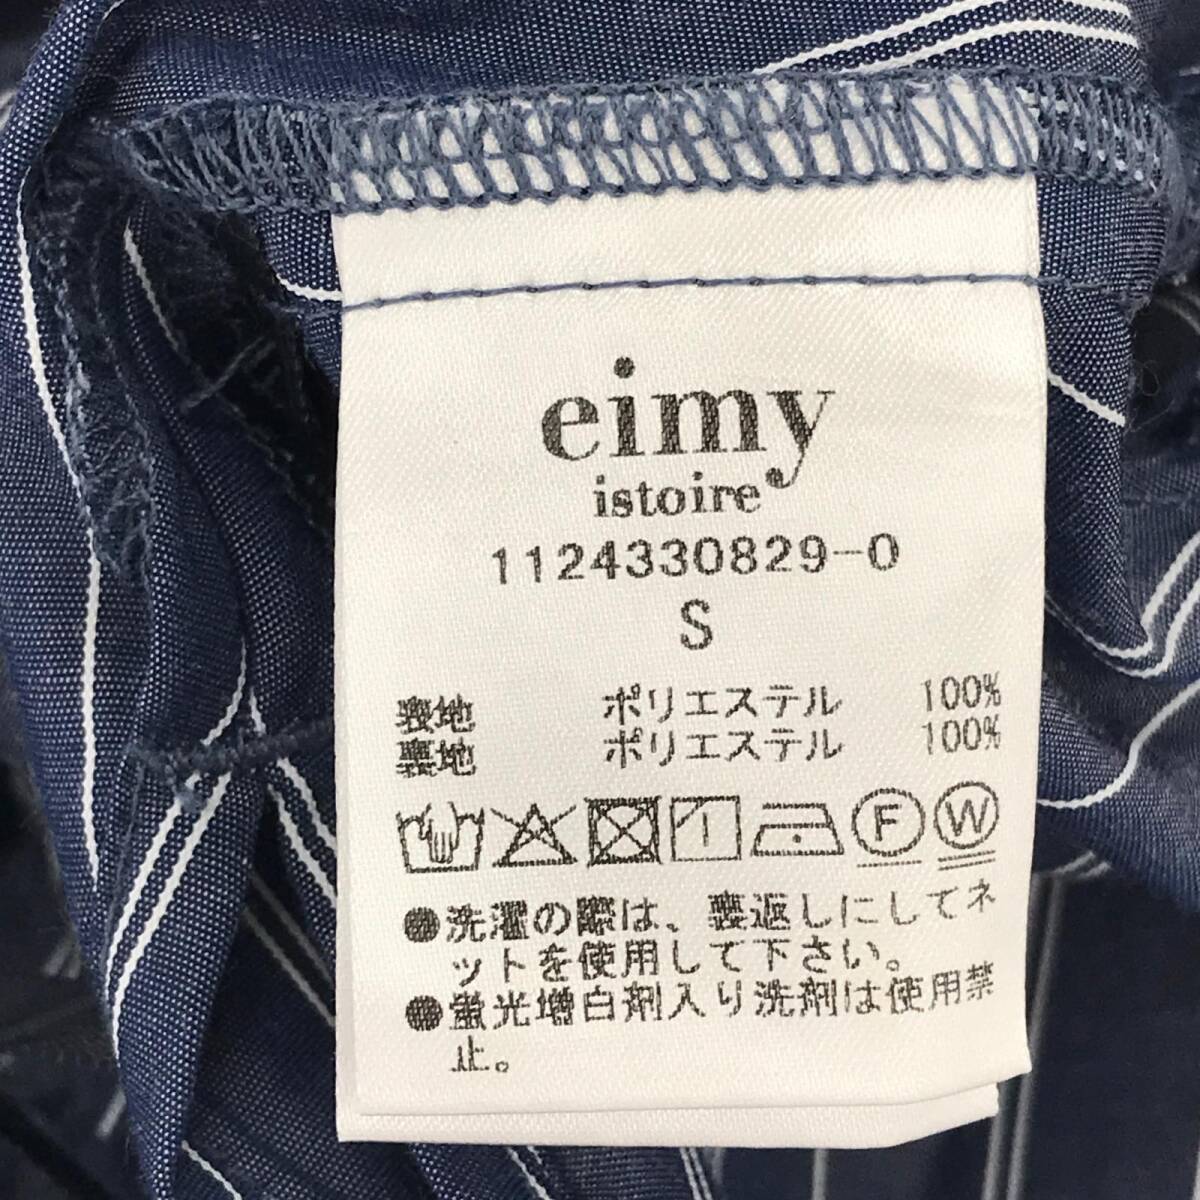 eimy
istoire
1124330829-0
S
表地 ポリエステル 100%
裏地 ポリエステル 100%
F W
●洗濯の際は、裏返しにしてネ
ットを使用して下さい。
●蛍光増白剤入り洗剤は使用禁
止。